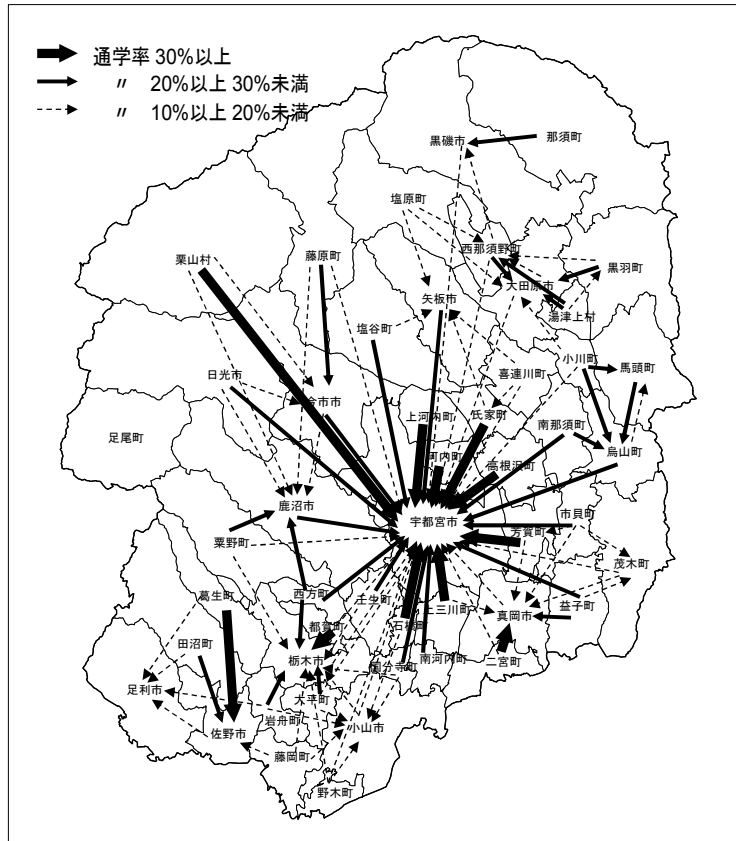 通学率 30%以上
〃 20%以上 30%未満
〃 10%以上 20%未満
那須町
黒磯市
塩原町
西那須野町
栗山村
藤原町
黒羽町
大田原市
矢板市
湯津上村
塩谷町
小川町
馬頭町
日光市
喜連川町
今市市
上河内町
氏家町
南那須町
足尾町
烏山町
河内町
高根沢町
鹿沼市
宇都宮市
市貝町
粟野町
芳賀町
茂木町
葛生町
西方町
壬生町
上三川町
益子町
石橋町
真岡市
都賀町
田沼町
栃木市
国分寺町
南河内町
二宮町
足利市
大平町
岩舟町
小山市
佐野市
藤岡町
野木町